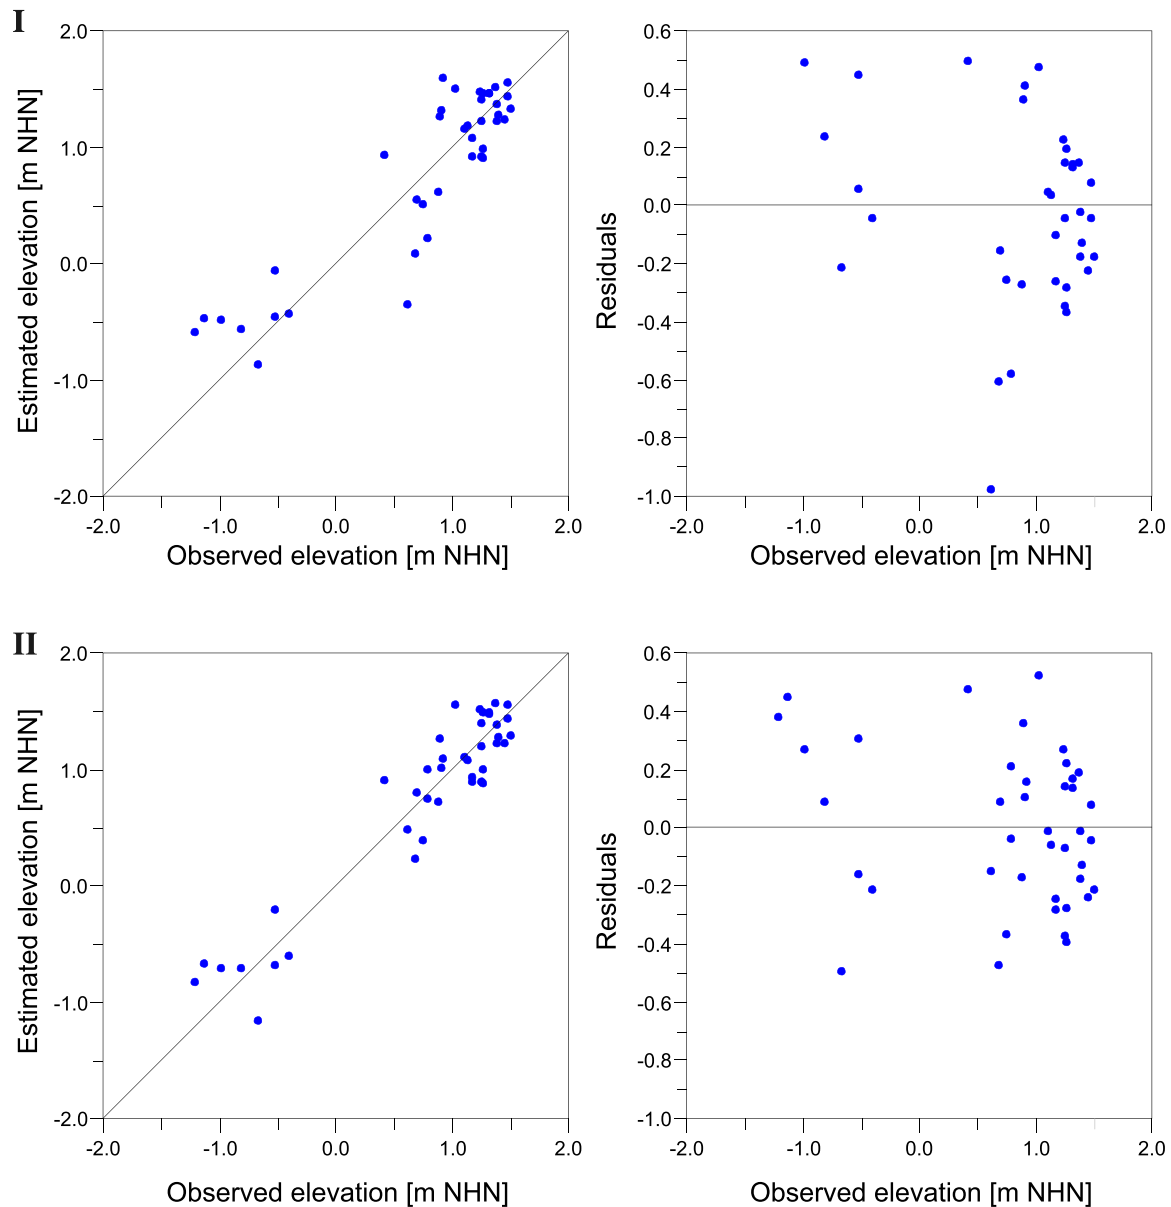 I
Estimated elevation [m NHN]
2.0
1.0
0.0
-1.0
-2.0
-2.0 -1.0 0.0 1.0 2.0
Observed elevation [m NHN]
Residuals
0.6
0.4
0.2
0.0
-0.2
-0.4
-0.6
-0.8
-1.0
-2.0 -1.0 0.0 1.0 2.0
Observed elevation [m NHN]
II
Estimated elevation [m NHN]
2.0
1.0
0.0
-1.0
-2.0
-2.0 -1.0 0.0 1.0 2.0
Observed elevation [m NHN]
Residuals
0.6
0.4
0.2
0.0
-0.2
-0.4
-0.6
-0.8
-1.0
-2.0 -1.0 0.0 1.0 2.0
Observed elevation [m NHN]